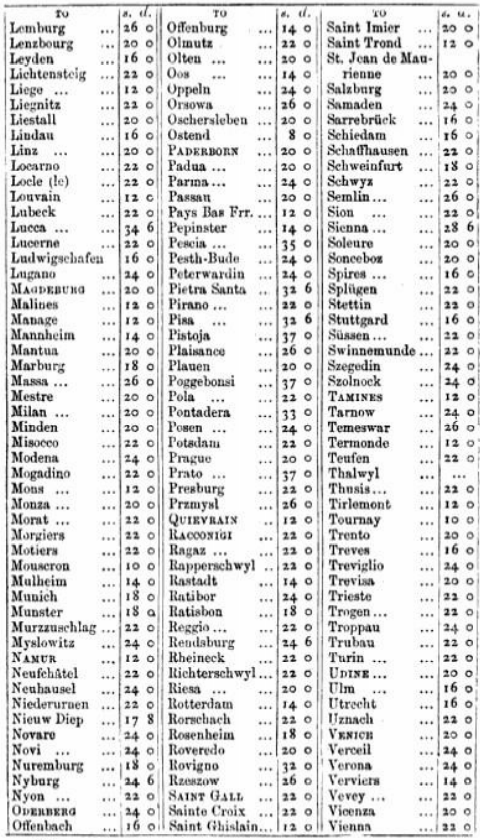 TO s. d.
Lemburg ... 26 0
Lenzbourg ... 20 0
Leyden ... 16 0
Lichtensteig ... 22 0
Liege ... ... 12 0
Liegnitz ... 22 0
Liestall ... 20 0
Lindau ... 16 0
Linz ... ... 20 0
Locarno ... 22 0
Locle (le) ... 22 0
Louvain ... 12 0
Lubeck ... 22 0
Lucca ... ... 34 6
Lucerne ... 22 0
Ludwigschafen 16 0
Lugano ... 24 0
MAGDEBURG ... 20 0
Malines ... 12 0
Manage ... 12 0
Mannheim ... 14 0
Mantua ... 20 0
Marburg ... 18 0
Massa ... ... 26 0
Mestre ... 20 0
Milan ... ... 20 0
Minden ... 20 0
Misocco ... 22 0
Modena ... 24 0
Mogadino ... 22 0
Mons ... ... 12 0
Monza ... ... 20 0
Morat ... ... 22 0
Morgiers ... 22 0
Motiers ... 22 0
Mouscron ... 10 0
Mulheim ... 14 0
Munich ... 18 0
Munster ... 18 0
Murzzuschlag ... 22 0
Myslowitz ... 24 0
NAMUR ... 12 0
Neufchâtel ... 22 0
Neuhausel ... 24 0
Niederurnen ... 22 0
Nieuw Diep ... 17 8
Novare ... 24 0
Novi ... ... 24 0
Nuremburg ... 18 0
Nyburg ... 24 6
Nyon ... ... 22 0
ODERBERG ... 24 0
Offenbach ... 16 0
TO s. d.
Offenburg ... 14 0
Olmutz ... 22 0
Olten ... ... 20 0
Oos ... 14 0
Oppeln ... 24 0
Orsowa ... 26 0
Oschersleben ... 20 0
Ostend ... 8 0
PADERBORN ... 20 0
Padua ... ... 20 0
Parma ... ... 24 0
Passau ... 20 0
Pays Bas Frr. ... 12 0
Pepinster ... 14 0
Pescia ... ... 35 0
Pesth-Bude ... 24 0
Peterwardin ... 24 0
Pietra Santa .. 32 6
Pirano ... ... 22 0
Pisa ... ... 32 6
Pistoja ... 37 0
Plaisance ... 26 0
Plauen ... 20 0
Poggebonsi ... 37 0
Pola ... ... 22 0
Pontadera ... 33 0
Posen ... ... 24 0
Potsdam ... 22 0
Prague ... 20 0
Prato ... ... 37 0
Presburg ... 22 0
Przmysl ... 26 0
QUIEVRAIN ... 12 0
RACCONIGI ... 22 0
Ragaz ... ... 22 0
Rapperschwyl .. 22 0
Rastadt ... 14 0
Ratibor ... 24 0
Ratisbon ... 18 0
Reggio ... ... 22 0
Rendsburg ... 24 6
Rheineck ... 22 0
Richterschwyl ... 22 0
Riesa ... ... 20 0
Rotterdam ... 14 0
Rorschach ... 22 0
Rosenheim ... 18 0
Roveredo ... 20 0
Rovigno ... 32 0
Rzeszow ... 26 0
SAINT GALL ... 22 0
Sainte Croix ... 22 0
Saint Ghislain ... 12 0
TO s. d.
Saint Imier ... 20 0
Saint Trond ... 12 0
St. Jean de Mau-
rienne ... 20 0
Salzburg ... 20 0
Samaden ... 24 0
Sarrebrück ... 16 0
Schiedam ... 16 0
Schaffhausen ... 22 0
Schweinfurt ... 18 0
Schwyz ... 22 0
Semlin ... ... 26 0
Sion ... ... 22 0
Sienna ... ... 28 6
Soleure ... 20 0
Sonceboz ... 20 0
Spires ... ... 16 0
Splügen ... 22 0
Stettin ... 22 0
Stuttgard ... 16 0
Süssen ... ... 22 0
Swinnemunde ... 22 0
Szegedin ... 24 0
Szolnock ... 24 0
TAMINES ... 12 0
Tarnow ... 24 0
Temeswar ... 26 0
Termonde ... 12 0
Teufen ... 22 0
Thalwyl ... ...
Thusis ... ... 22 0
Tirlemont ... 12 0
Tournay ... 10 0
Trento ... 20 0
Treves ... 16 0
Treviglio ... 24 0
Trevisa ... 20 0
Trieste ... 22 0
Trogen ... ... 22 0
Troppau ... 24 0
Trubau ... 22 0
Turin ... ... 22 0
UDINE ... ... 20 0
Ulm ... ... 16 0
Utrecht ... 16 0
Uznach ... 22 0
VENICE ... 20 0
Verceil ... 24 0
Verona ... 24 0
Verviers ... 14 0
Vevey ... ... 22 0
Vicenza ... 20 0
Vienna ... 22 0